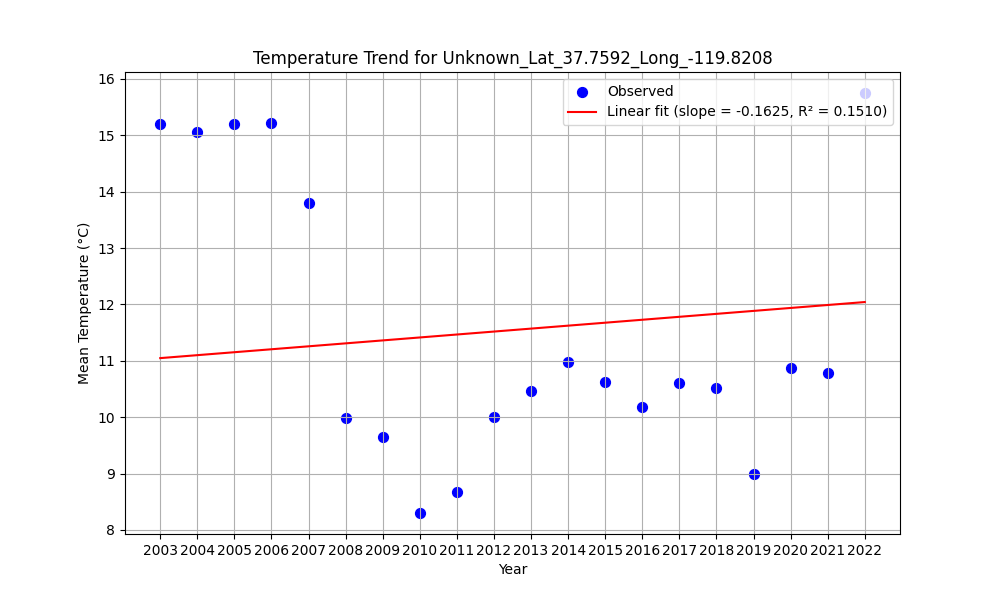 Temperature Trend for Unknown_Lat_37.7592_Long_-119.8208
Observed
Linear fit (slope = -0.1625, R² = 0.1510)
Mean Temperature (°C)
16
15
14
13
12
11
10
9
8
2003 2004 2005 2006 2007 2008 2009 2010 2011 2012 2013 2014 2015 2016 2017 2018 2019 2020 2021 2022
Year